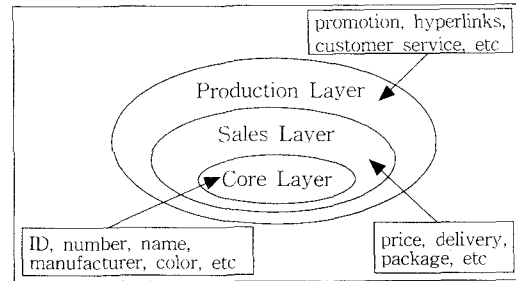 promotion, hyperlinks,
customer service, etc
Production Layer
Sales Layer
Core Layer
ID, number, name,
manufacturer, color, etc
price, delivery,
package, etc